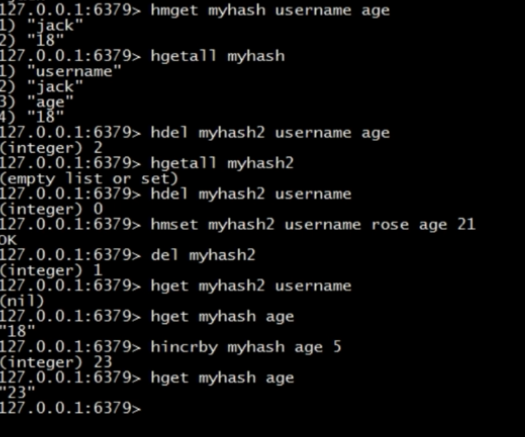 127.0.0.1:6379> hmget myhash username age
1) "jack"
2) "18"
127.0.0.1:6379> hgetall myhash
1) "username"
2) "jack"
3) "age"
4) "18"
127.0.0.1:6379> hdel myhash2 username age
(integer) 2
127.0.0.1:6379> hgetall myhash2
(empty list or set)
127.0.0.1:6379> hdel myhash2 username
(integer) 0
127.0.0.1:6379> hmset myhash2 username rose age 21
OK
127.0.0.1:6379> del myhash2
(integer) 1
127.0.0.1:6379> hget myhash2 username
(nil)
127.0.0.1:6379> hget myhash age
"18"
127.0.0.1:6379> hincrby myhash age 5
(integer) 23
127.0.0.1:6379> hget myhash age
"23"
127.0.0.1:6379>